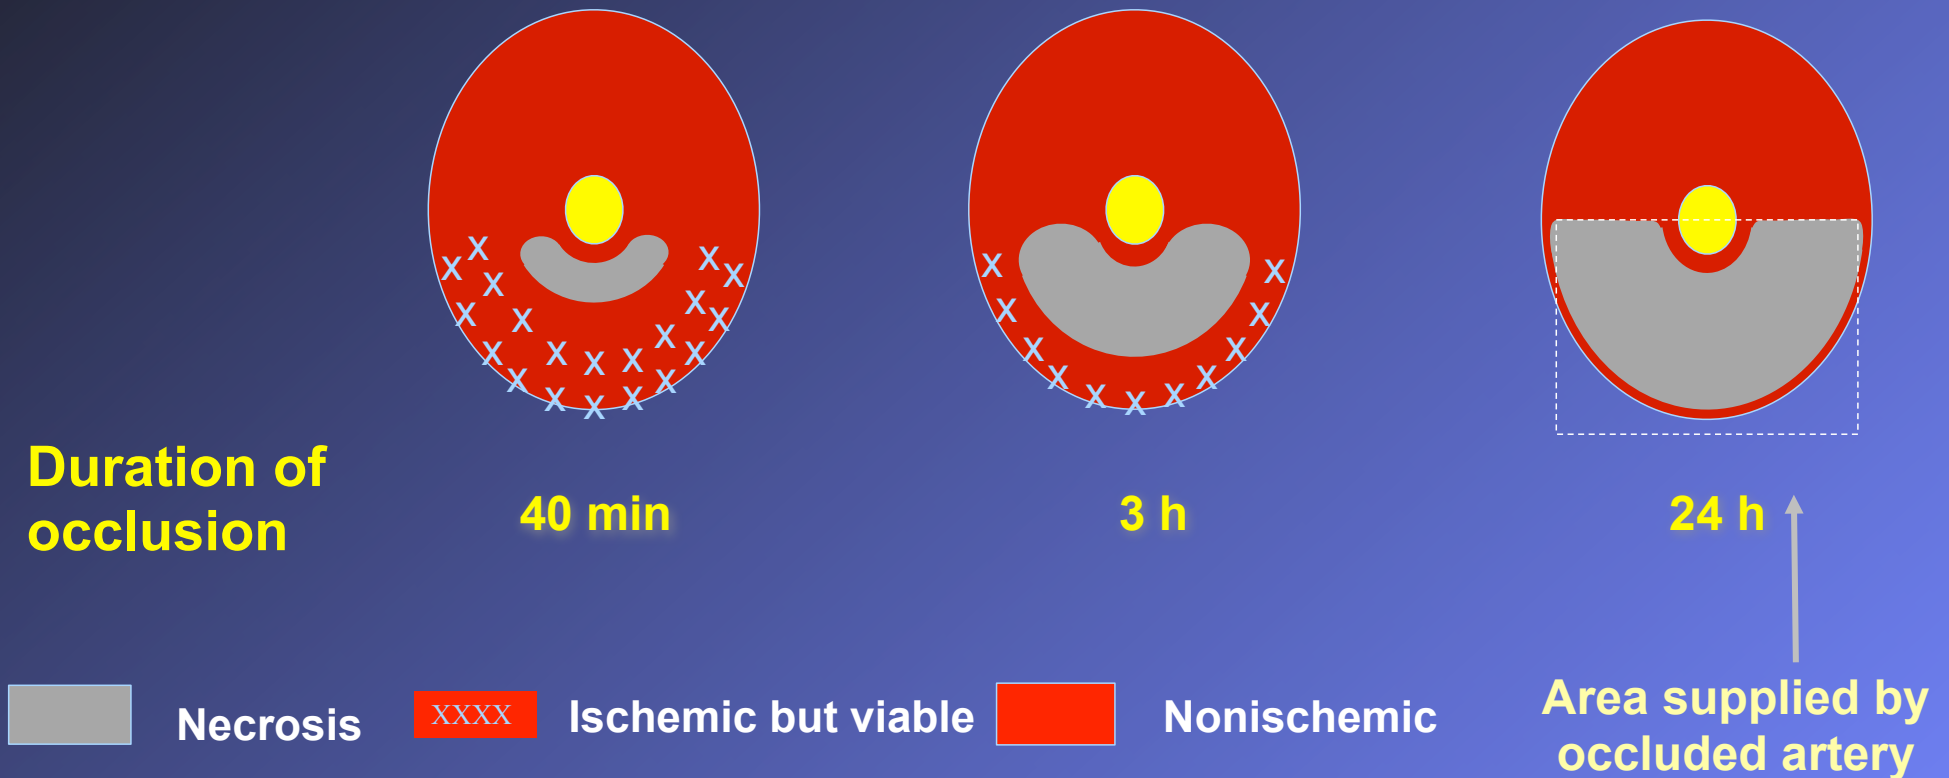 X X X X X X X X X X X X X X X X X X X X X X
X X X X X X X X X X X X X
Duration of
occlusion
40 min
3 h
24 h
Necrosis
XXXX
Ischemic but viable
Nonischemic
Area supplied by
occluded artery